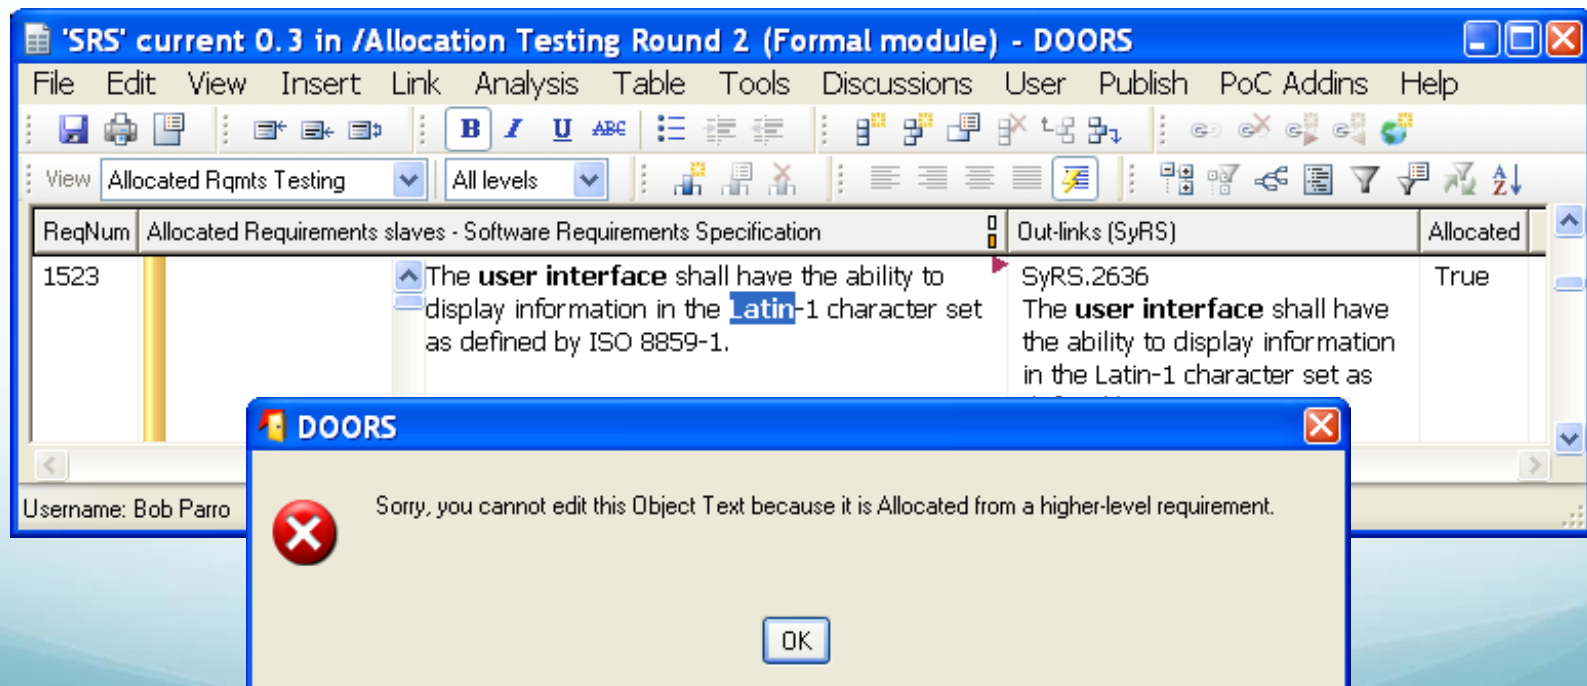 'SRS' current 0.3 in /Allocation Testing Round 2 (Formal module) - DOORS
File Edit View Insert Link Analysis Table Tools Discussions User Publish PoC Addins Help
B I U ABC
View Allocated Rqmts Testing All levels A Z
ReqNum Allocated Requirements slaves - Software Requirements Specification Out-links (SyRS) Allocated
1523
The user interface shall have the ability to
display information in the Latin-1 character set
as defined by ISO 8859-1.
SyRS.2636
The user interface shall have
the ability to display information
in the Latin-1 character set as
True
Username: Bob Parro
DOORS
Sorry, you cannot edit this Object Text because it is Allocated from a higher-level requirement.
OK